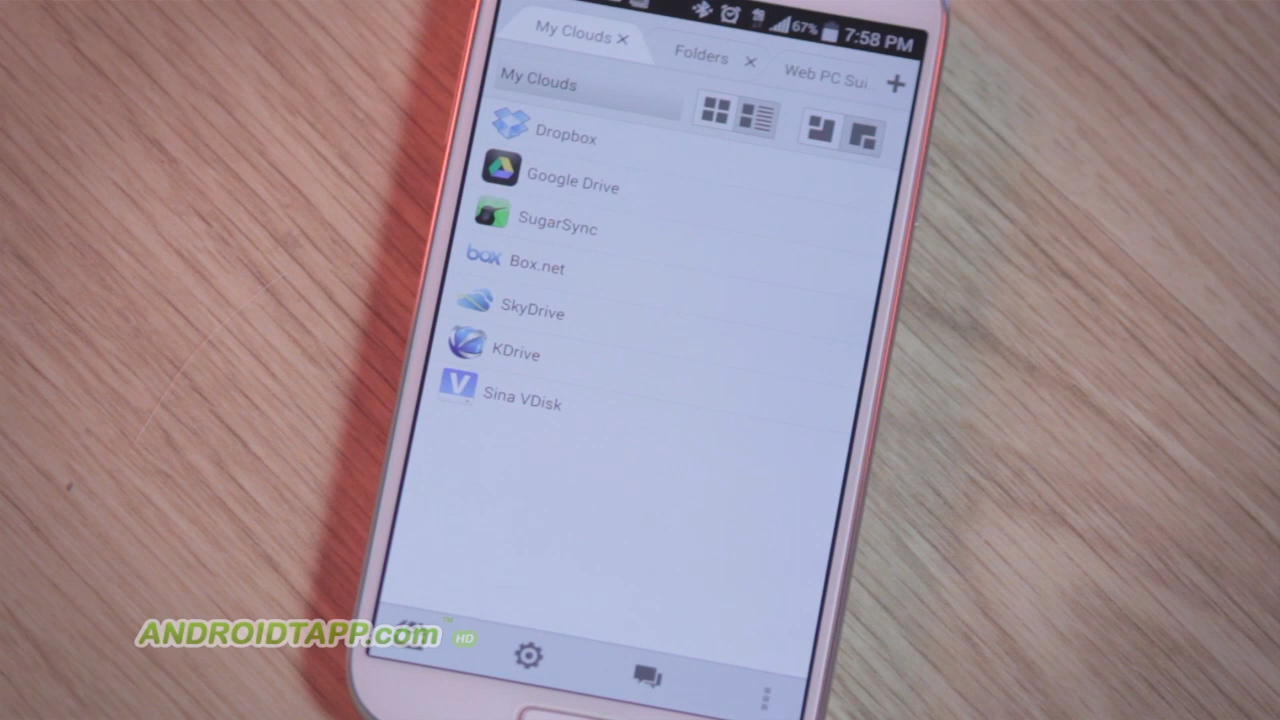 67% 7:58 PM
My Clouds × Folders × Web PC Sui +
My Clouds
Dropbox
Google Drive
SugarSync
box Box.net
SkyDrive
KDrive
V Sina VDisk
ANDROIDTAPP.com™ HD